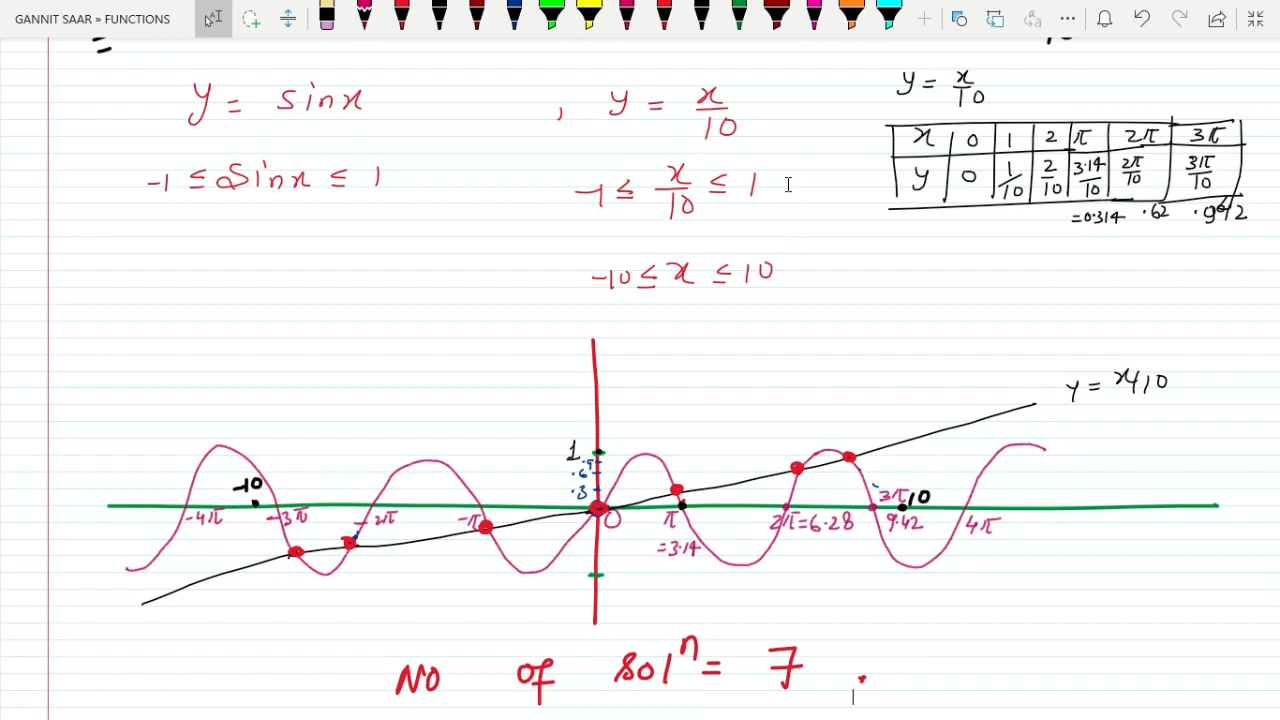 GANNIT SAAR » FUNCTIONS
y = sinx , y = x/10
-1 ≤ Sinx ≤ 1
-1 ≤ x/10 ≤ 1
-10 ≤ x ≤ 10
y = x/10
x 0 1 2 π 2π 3π
y 0 1/10 2/10 3.14/10 2π/10 3π/10
=0.314 .62 .942
y = x/10
1
.9
.6
.3
-10
-4π -3π -2π -π 0 π 2π=6.28 3π 10
=3.14 9.42 4π
No of solⁿ = 7 .